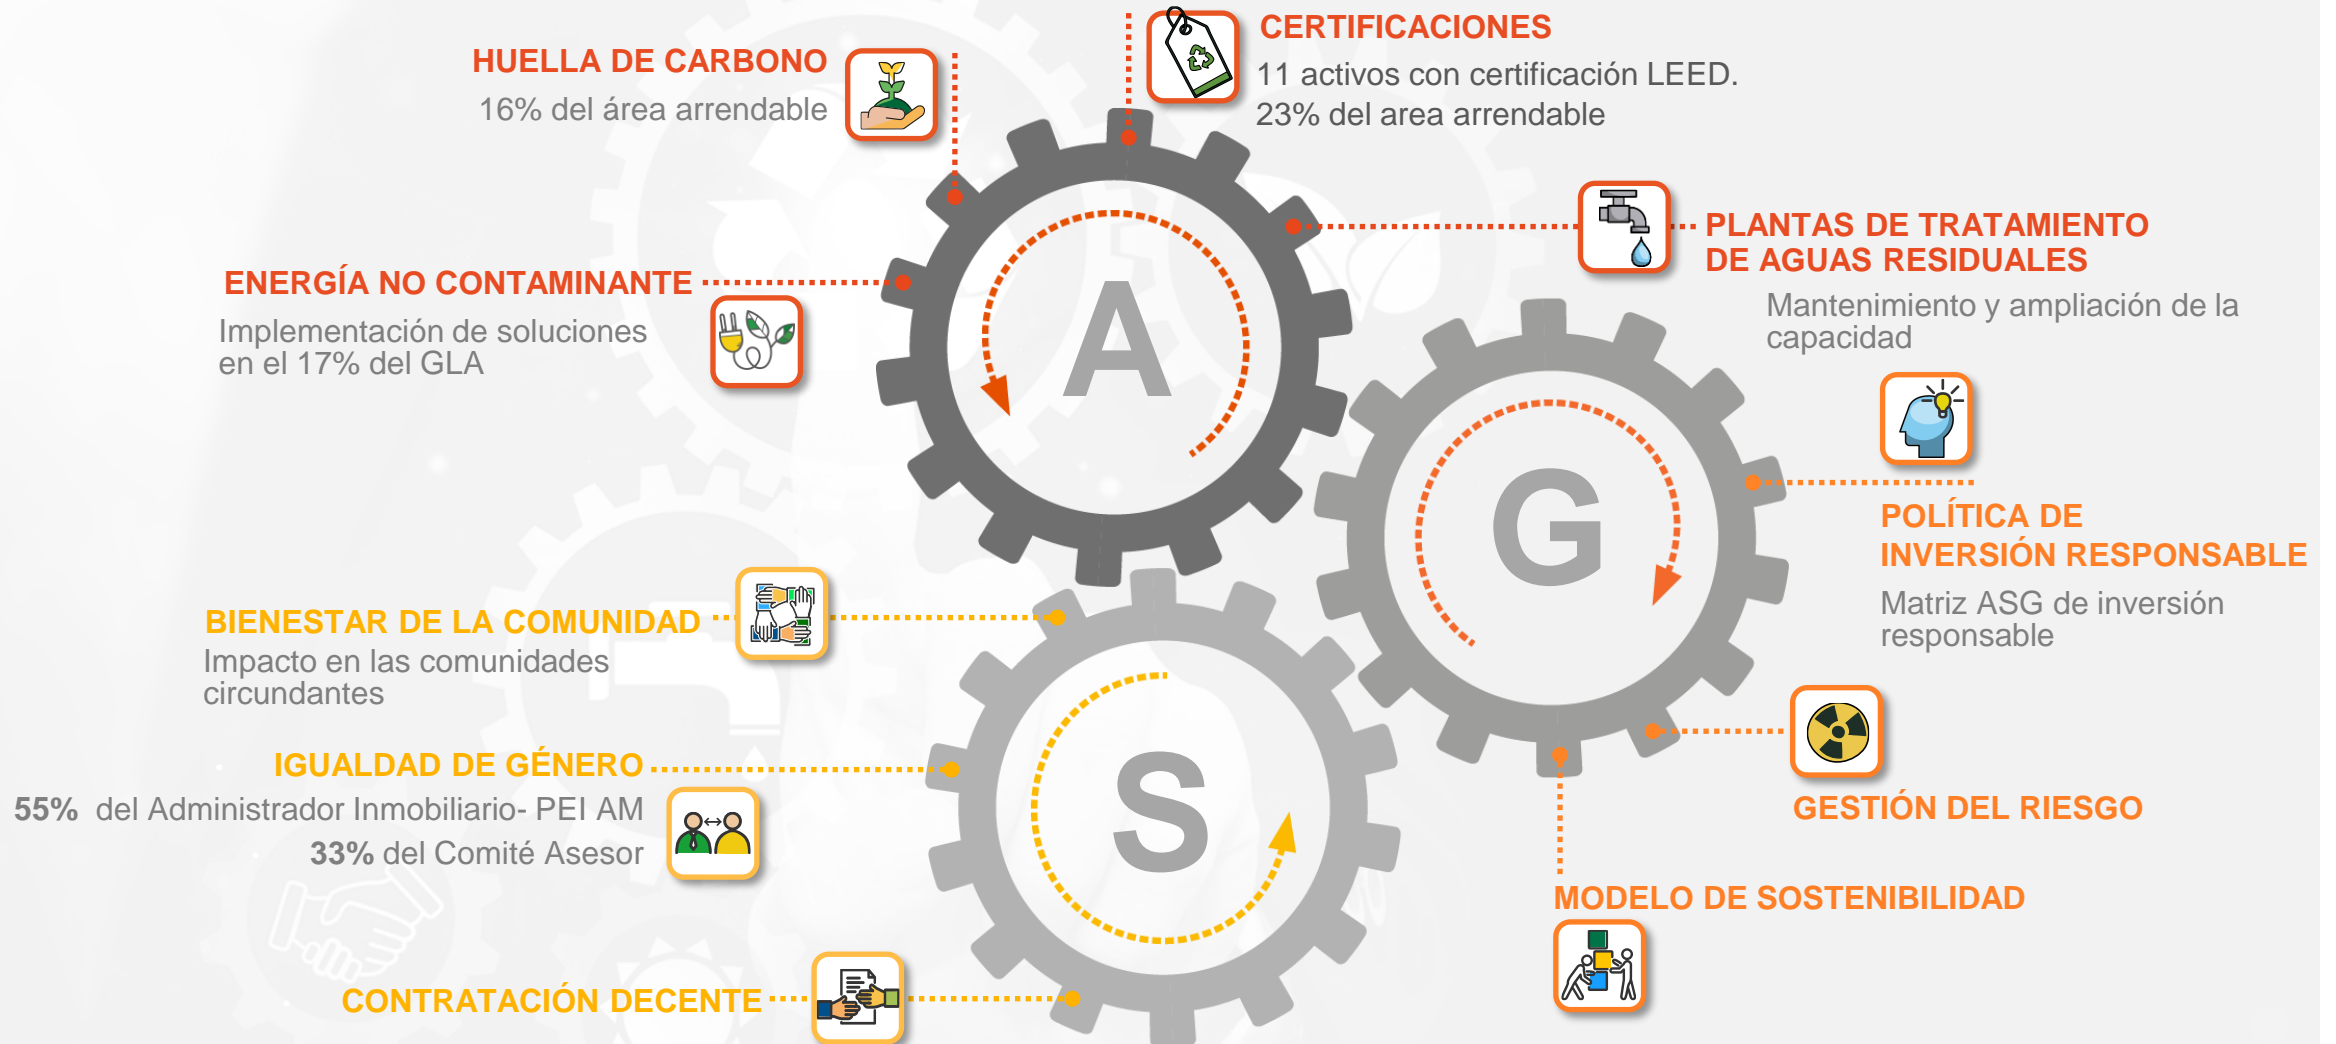 CERTIFICACIONES
11 activos con certificación LEED.
23% del area arrendable
HUELLA DE CARBONO
16% del área arrendable
PLANTAS DE TRATAMIENTO
DE AGUAS RESIDUALES
Mantenimiento y ampliación de la
capacidad
ENERGÍA NO CONTAMINANTE
Implementación de soluciones
en el 17% del GLA
A
G
POLÍTICA DE
INVERSIÓN RESPONSABLE
Matriz ASG de inversión
responsable
BIENESTAR DE LA COMUNIDAD
Impacto en las comunidades
circundantes
IGUALDAD DE GÉNERO
55% del Administrador Inmobiliario- PEI AM
33% del Comité Asesor
S
GESTIÓN DEL RIESGO
MODELO DE SOSTENIBILIDAD
CONTRATACIÓN DECENTE